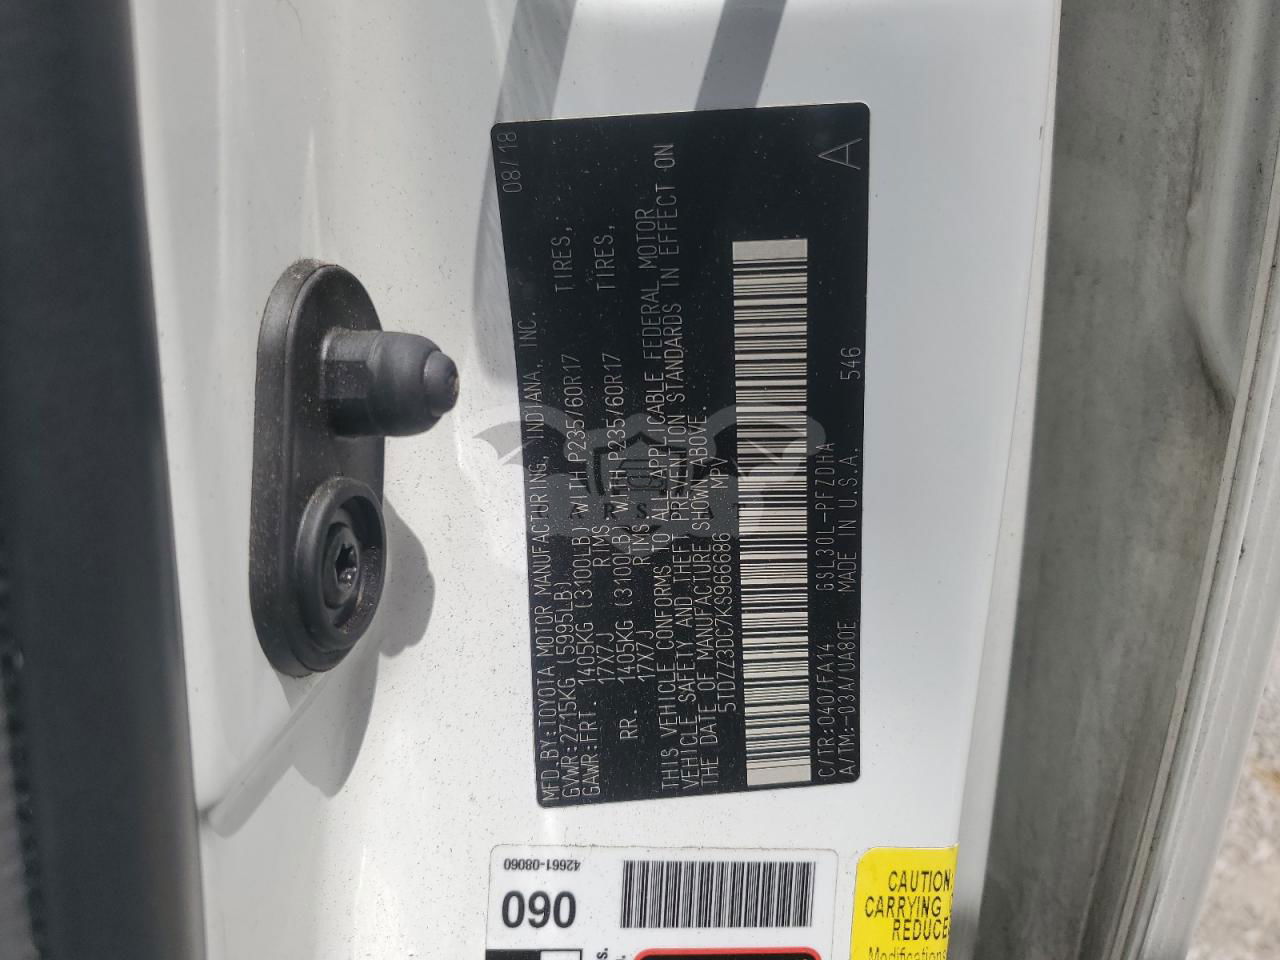 MFD.BY:TOYOTA MOTOR MANUFACTURING, INDIANA, INC. 08/18
GVWR:2715KG (5995LB)
GAWR:FRT. 1405KG (3100LB) WITH P235/60R17 TIRES,
17X7J RIMS,
RR. 1405KG (3100LB) WITH P235/60R17 TIRES,
17X7J RIMS
THIS VEHICLE CONFORMS TO ALL APPLICABLE FEDERAL MOTOR
VEHICLE SAFETY AND THEFT PREVENTION STANDARDS IN EFFECT ON
THE DATE OF MANUFACTURE SHOWN ABOVE.
5TDZZ3DC7KS966686 MPV
C/TR:040/FA14 GSL30L-PFZDHA
A/TM:-03A/UA80E MADE IN U.S.A. 546
A
42661-08060
060
CAUTION:
CARRYING
REDUCES
Modifications